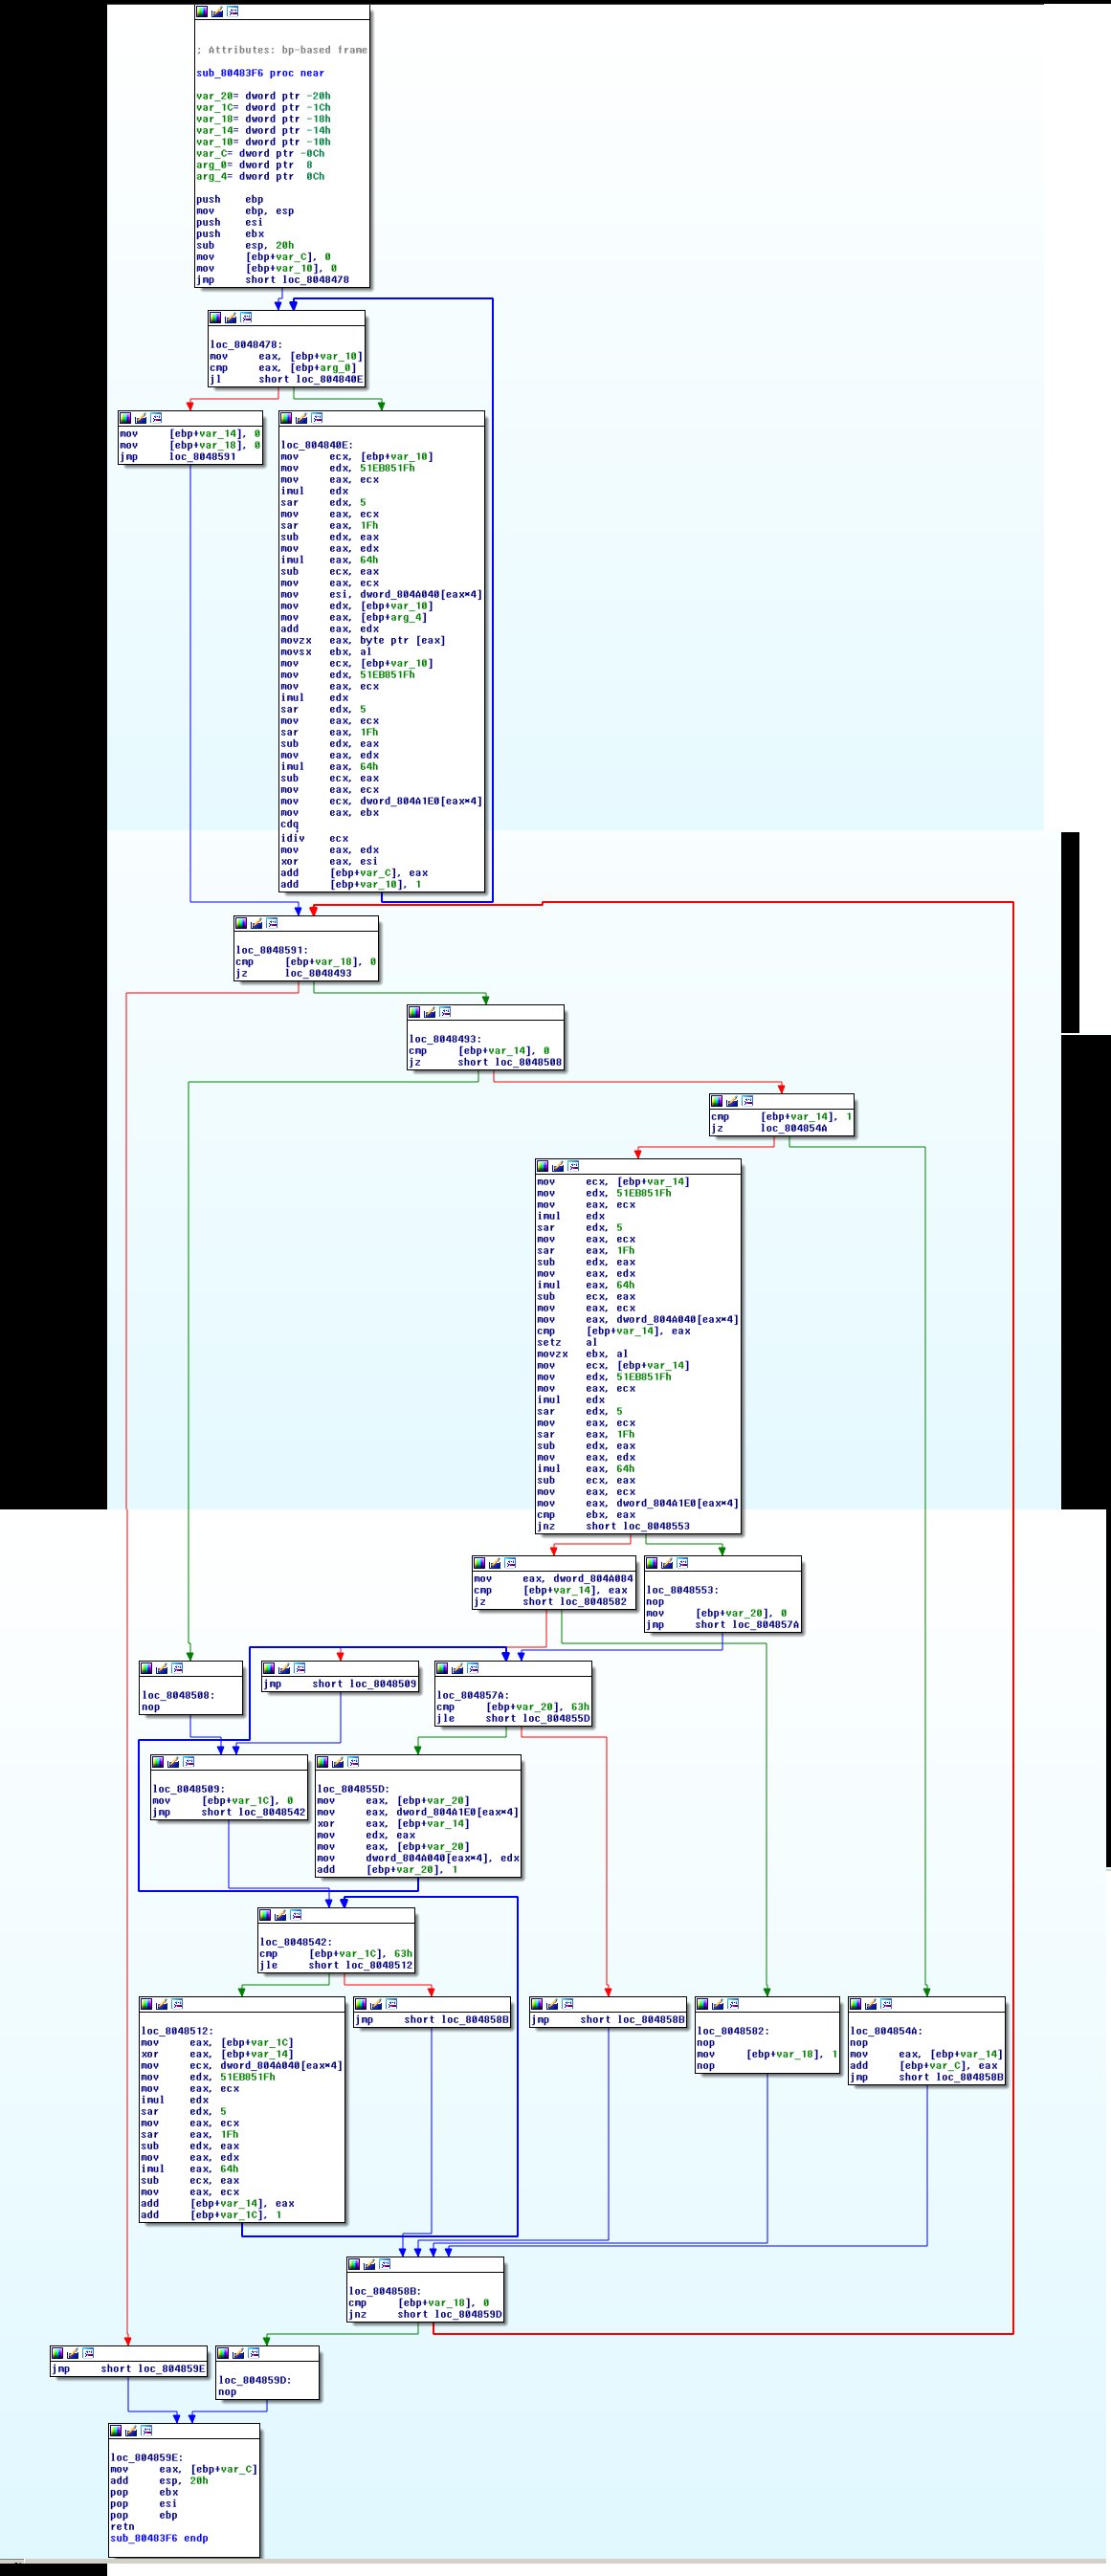 ; Attributes: bp-based frame
sub_80483F6 proc near
var_20= dword ptr -20h
var_1C= dword ptr -1Ch
var_18= dword ptr -18h
var_14= dword ptr -14h
var_10= dword ptr -10h
var_C= dword ptr -0Ch
arg_0= dword ptr  8
arg_4= dword ptr  0Ch
push    ebp
mov     ebp, esp
push    esi
push    ebx
sub     esp, 20h
mov     [ebp+var_C], 0
mov     [ebp+var_10], 0
jmp     short loc_8048478
loc_8048478:
mov     eax, [ebp+var_10]
cmp     eax, [ebp+arg_0]
jl      short loc_804840E
mov     [ebp+var_14], 0
mov     [ebp+var_18], 0
jmp     loc_8048591
loc_804840E:
mov     ecx, [ebp+var_10]
mov     edx, 51EB851Fh
mov     eax, ecx
imul    edx
sar     edx, 5
mov     eax, ecx
sar     eax, 1Fh
sub     edx, eax
mov     eax, edx
imul    eax, 64h
sub     ecx, eax
mov     eax, ecx
mov     esi, dword_804A040[eax*4]
mov     edx, [ebp+var_10]
mov     eax, [ebp+arg_4]
add     eax, edx
movzx   eax, byte ptr [eax]
movsx   ebx, al
mov     ecx, [ebp+var_10]
mov     edx, 51EB851Fh
mov     eax, ecx
imul    edx
sar     edx, 5
mov     eax, ecx
sar     eax, 1Fh
sub     edx, eax
mov     eax, edx
imul    eax, 64h
sub     ecx, eax
mov     eax, ecx
mov     ecx, dword_804A1E0[eax*4]
mov     eax, ebx
cdq
idiv    ecx
mov     eax, edx
xor     eax, esi
add     [ebp+var_C], eax
add     [ebp+var_10], 1
loc_8048591:
cmp     [ebp+var_18], 0
jz      loc_8048493
loc_8048493:
cmp     [ebp+var_14], 0
jz      short loc_8048508
cmp     [ebp+var_14], 1
jz      loc_804854A
mov     ecx, [ebp+var_14]
mov     edx, 51EB851Fh
mov     eax, ecx
imul    edx
sar     edx, 5
mov     eax, ecx
sar     eax, 1Fh
sub     edx, eax
mov     eax, edx
imul    eax, 64h
sub     ecx, eax
mov     eax, ecx
mov     eax, dword_804A040[eax*4]
cmp     [ebp+var_14], eax
setz    al
movzx   ebx, al
mov     ecx, [ebp+var_14]
mov     edx, 51EB851Fh
mov     eax, ecx
imul    edx
sar     edx, 5
mov     eax, ecx
sar     eax, 1Fh
sub     edx, eax
mov     eax, edx
imul    eax, 64h
sub     ecx, eax
mov     eax, ecx
mov     eax, dword_804A1E0[eax*4]
cmp     ebx, eax
jnz     short loc_8048553
mov     eax, dword_804A084
cmp     [ebp+var_14], eax
jz      short loc_8048582
loc_8048553:
nop
mov     [ebp+var_20], 0
jmp     short loc_804857A
loc_8048508:
nop
jmp     short loc_8048509
loc_804857A:
cmp     [ebp+var_20], 63h
jle     short loc_804855D
loc_8048509:
mov     [ebp+var_1C], 0
jmp     short loc_8048542
loc_804855D:
mov     eax, [ebp+var_20]
mov     eax, dword_804A1E0[eax*4]
xor     eax, [ebp+var_14]
mov     edx, eax
mov     eax, [ebp+var_20]
mov     dword_804A040[eax*4], edx
add     [ebp+var_20], 1
loc_8048542:
cmp     [ebp+var_1C], 63h
jle     short loc_8048512
loc_8048512:
mov     eax, [ebp+var_1C]
xor     eax, [ebp+var_14]
mov     ecx, dword_804A040[eax*4]
mov     edx, 51EB851Fh
mov     eax, ecx
imul    edx
sar     edx, 5
mov     eax, ecx
sar     eax, 1Fh
sub     edx, eax
mov     eax, edx
imul    eax, 64h
sub     ecx, eax
mov     eax, ecx
add     [ebp+var_14], eax
add     [ebp+var_1C], 1
jmp     short loc_804858B
jmp     short loc_804858B
loc_8048582:
nop
mov     [ebp+var_18], 1
nop
loc_804854A:
nop
mov     eax, [ebp+var_14]
add     [ebp+var_C], eax
jmp     short loc_804858B
loc_804858B:
cmp     [ebp+var_18], 0
jnz     short loc_804859D
jmp     short loc_804859E
loc_804859D:
nop
loc_804859E:
mov     eax, [ebp+var_C]
add     esp, 20h
pop     ebx
pop     esi
pop     ebp
retn
sub_80483F6 endp